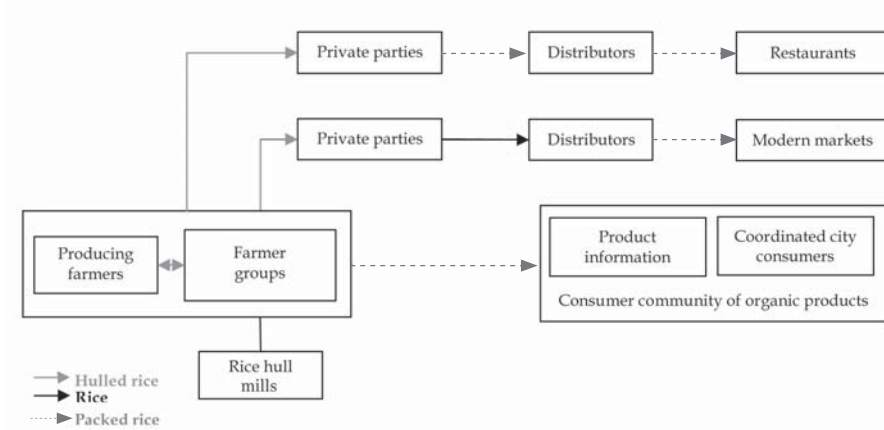 Private parties
Distributors
Restaurants
Private parties
Distributors
Modern markets
Producing
farmers
Farmer
groups
Product
information
Coordinated city
consumers
Consumer community of organic products
Rice hull
mills
Hulled rice
Rice
Packed rice